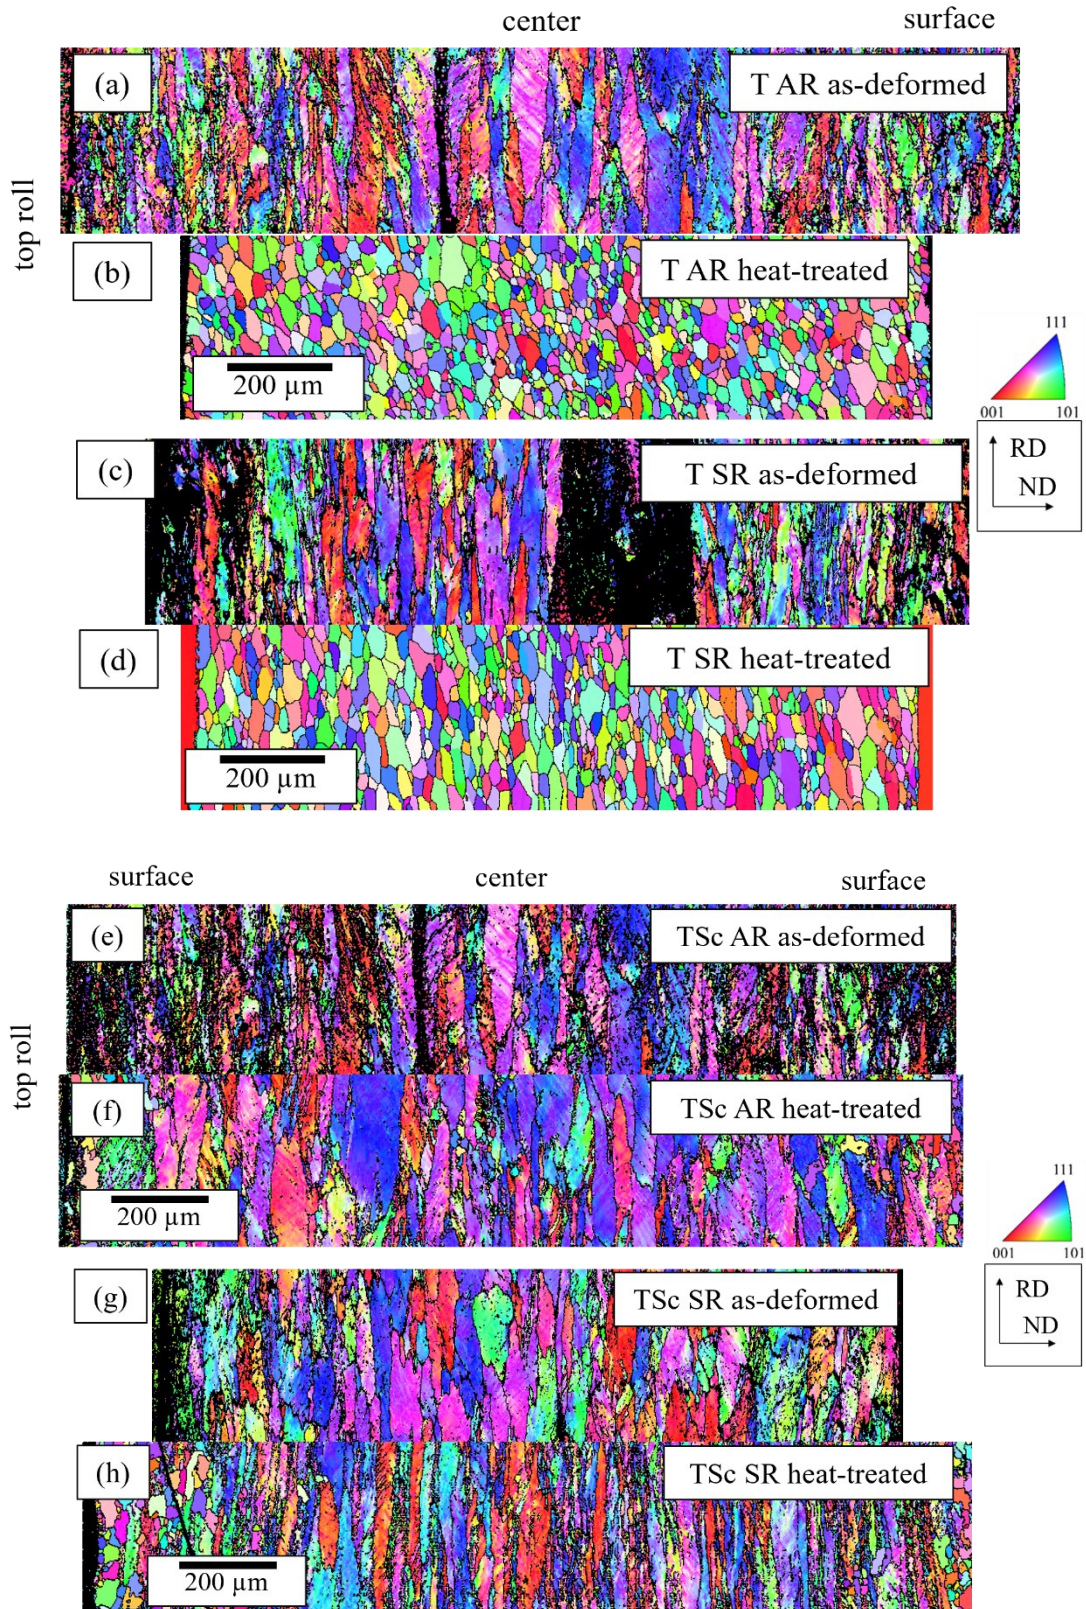 center surface
(a) T AR as-deformed
top roll
(b) T AR heat-treated
200 µm
111
001 101
RD
ND
(c) T SR as-deformed
(d) T SR heat-treated
200 µm
surface center surface
(e) TSc AR as-deformed
top roll
(f) TSc AR heat-treated
200 µm
111
001 101
RD
ND
(g) TSc SR as-deformed
(h) TSc SR heat-treated
200 µm